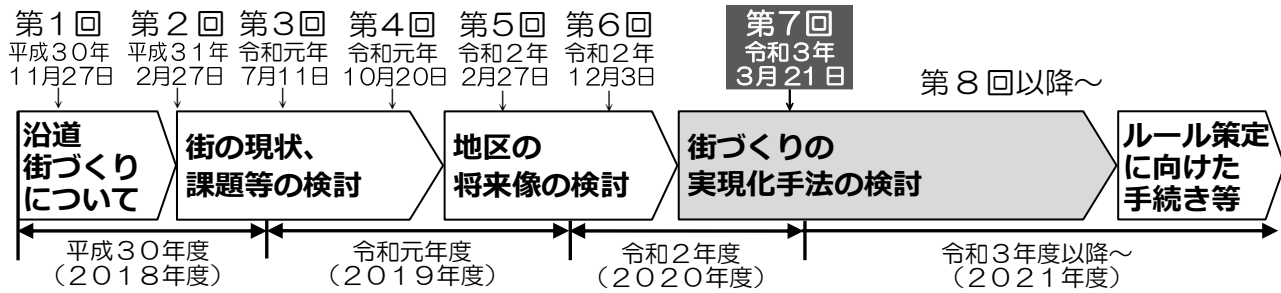 第１回
平成３０年
１１月２７日
第２回
平成３１年
２月２７日
第３回
令和元年
７月１１日
第４回
令和元年
１０月２０日
第５回
令和２年
２月２７日
第６回
令和２年
１２月３日
第７回
令和３年
３月２１日
第８回以降～
沿道
街づくり
について
街の現状、
課題等の検討
地区の
将来像の検討
街づくりの
実現化手法の検討
ルール策定
に向けた
手続き等
平成３０年度
（２０１８年度）
令和元年度
（２０１９年度）
令和２年度
（２０２０年度）
令和３年度以降～
（２０２１年度）